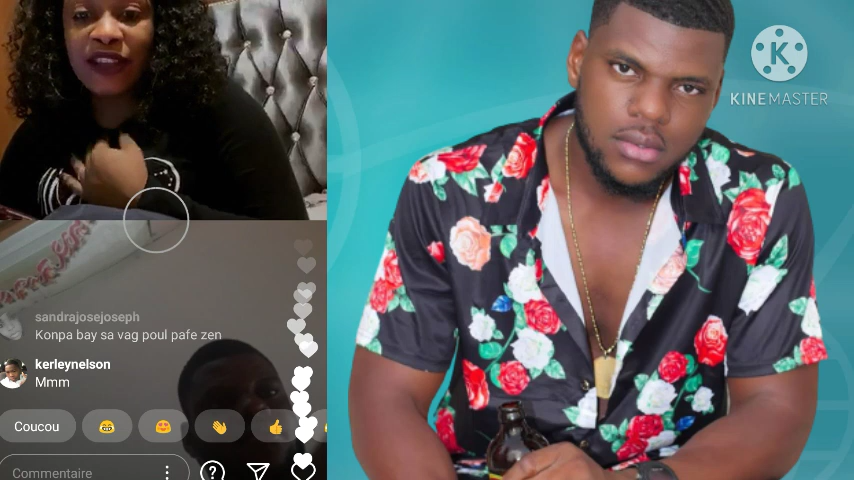 sandrajosejoseph
Konpa bay sa vag poul pafe zen
kerleynelson
Mmm
Coucou
Commentaire
K
KINEMASTER